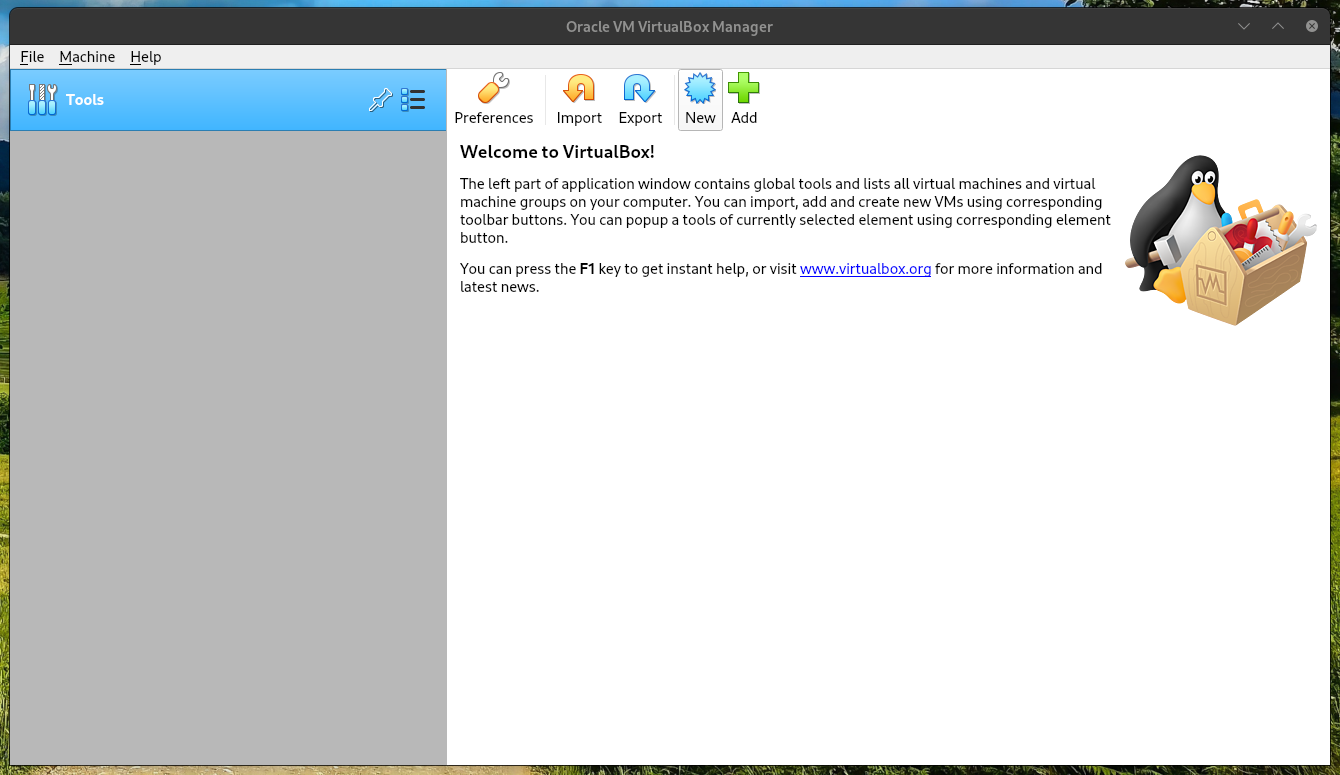 Oracle VM VirtualBox Manager
File Machine Help
Tools
Preferences Import Export New Add
Welcome to VirtualBox!
The left part of application window contains global tools and lists all virtual machines and virtual
machine groups on your computer. You can import, add and create new VMs using corresponding
toolbar buttons. You can popup a tools of currently selected element using corresponding element
button.
You can press the F1 key to get instant help, or visit www.virtualbox.org for more information and
latest news.